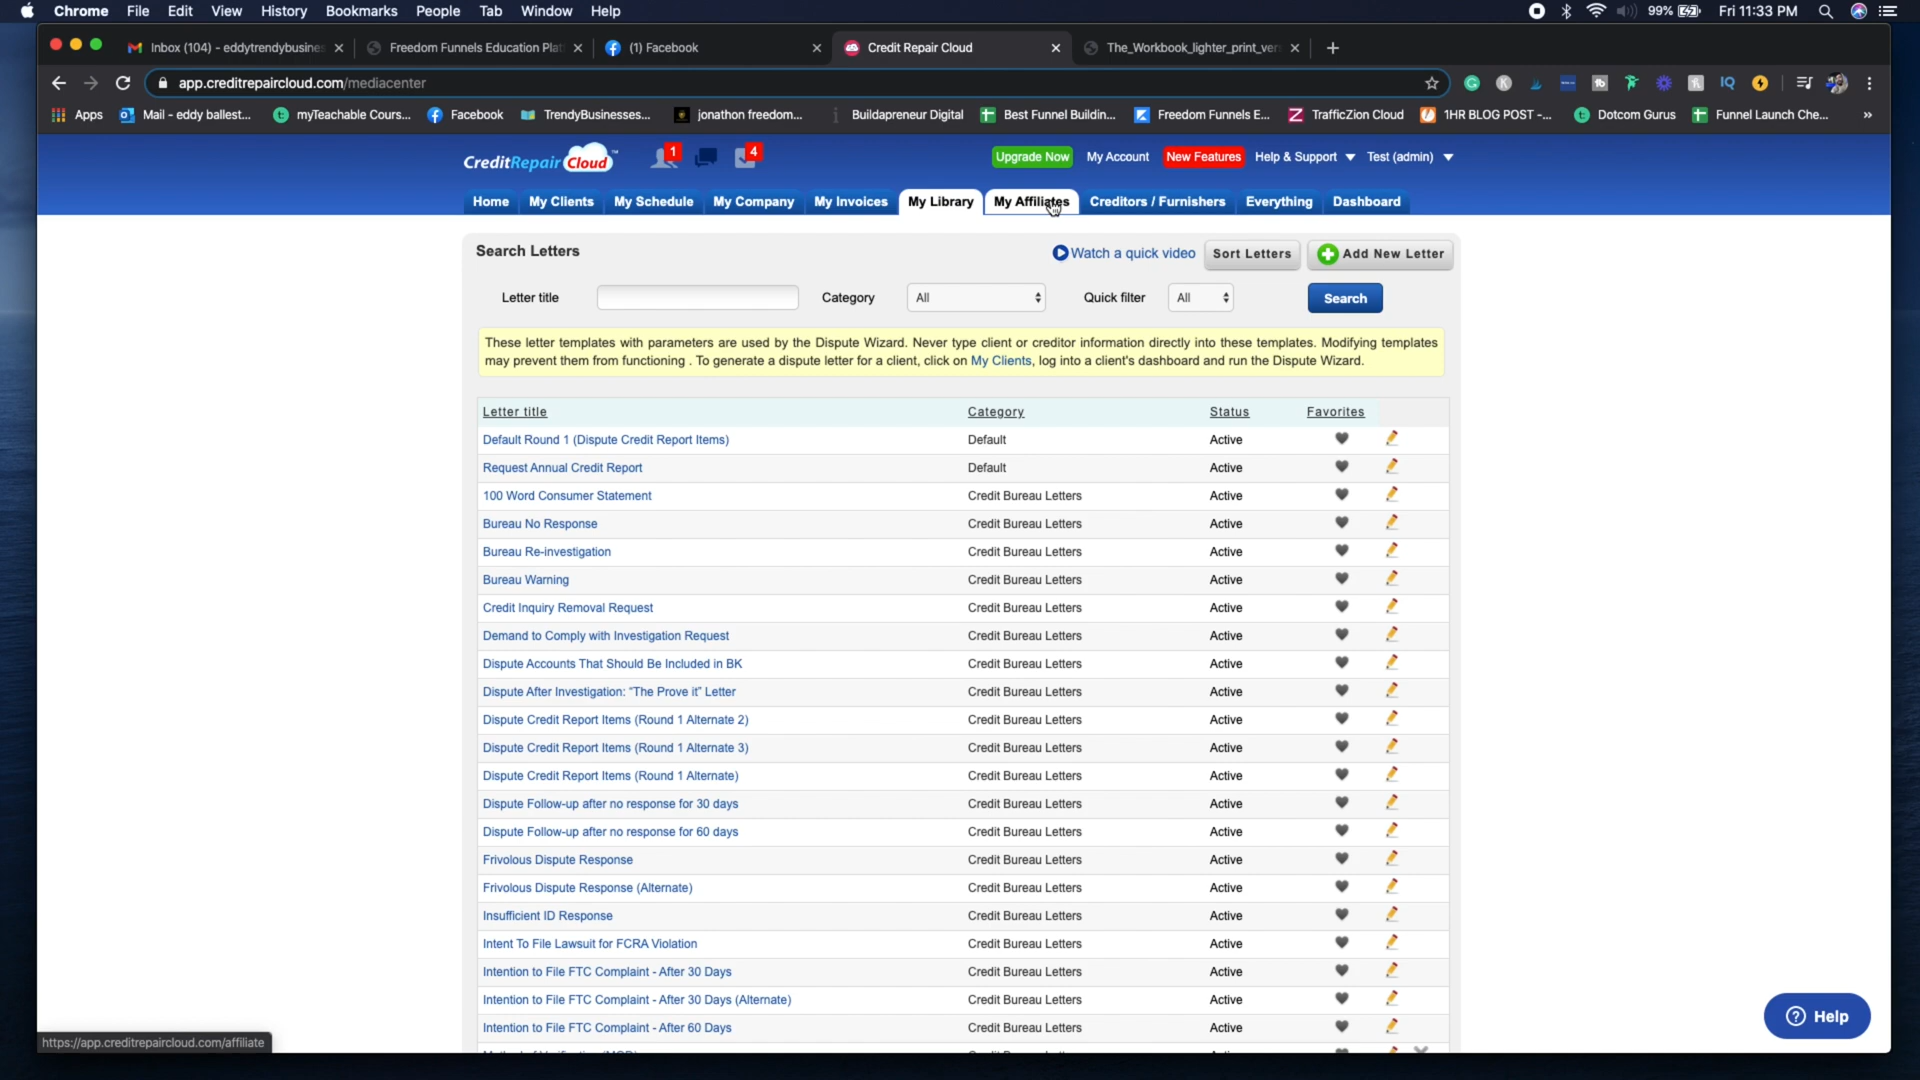 Chrome File Edit View History Bookmarks People Tab Window Help 99% Fri 11:33 PM
Inbox (104) - eddytrendybusines Freedom Funnels Education Plat (1) Facebook Credit Repair Cloud The_Workbook_lighter_print_ver
app.creditrepaircloud.com/mediacenter
Apps Mail - eddy ballest... myTeachable Cours... Facebook TrendyBusinesses... jonathon freedom... Buildapreneur Digital Best Funnel Buildin... Freedom Funnels E... TrafficZion Cloud 1HR BLOG POST -... Dotcom Gurus Funnel Launch Che... »
CreditRepair Cloud ™ 1 4 Upgrade Now My Account New Features Help & Support Test (admin)
Home My Clients My Schedule My Company My Invoices My Library My Affiliates Creditors / Furnishers Everything Dashboard
Search Letters Watch a quick video Sort Letters Add New Letter
Letter title Category All Quick filter All Search
These letter templates with parameters are used by the Dispute Wizard. Never type client or creditor information directly into these templates. Modifying templates
may prevent them from functioning . To generate a dispute letter for a client, click on My Clients, log into a client's dashboard and run the Dispute Wizard.
Letter title Category Status Favorites
Default Round 1 (Dispute Credit Report Items) Default Active
Request Annual Credit Report Default Active
100 Word Consumer Statement Credit Bureau Letters Active
Bureau No Response Credit Bureau Letters Active
Bureau Re-investigation Credit Bureau Letters Active
Bureau Warning Credit Bureau Letters Active
Credit Inquiry Removal Request Credit Bureau Letters Active
Demand to Comply with Investigation Request Credit Bureau Letters Active
Dispute Accounts That Should Be Included in BK Credit Bureau Letters Active
Dispute After Investigation: "The Prove it" Letter Credit Bureau Letters Active
Dispute Credit Report Items (Round 1 Alternate 2) Credit Bureau Letters Active
Dispute Credit Report Items (Round 1 Alternate 3) Credit Bureau Letters Active
Dispute Credit Report Items (Round 1 Alternate) Credit Bureau Letters Active
Dispute Follow-up after no response for 30 days Credit Bureau Letters Active
Dispute Follow-up after no response for 60 days Credit Bureau Letters Active
Frivolous Dispute Response Credit Bureau Letters Active
Frivolous Dispute Response (Alternate) Credit Bureau Letters Active
Insufficient ID Response Credit Bureau Letters Active
Intent To File Lawsuit for FCRA Violation Credit Bureau Letters Active
Intention to File FTC Complaint - After 30 Days Credit Bureau Letters Active
Intention to File FTC Complaint - After 30 Days (Alternate) Credit Bureau Letters Active
Intention to File FTC Complaint - After 60 Days Credit Bureau Letters Active
Help
https://app.creditrepaircloud.com/affiliate